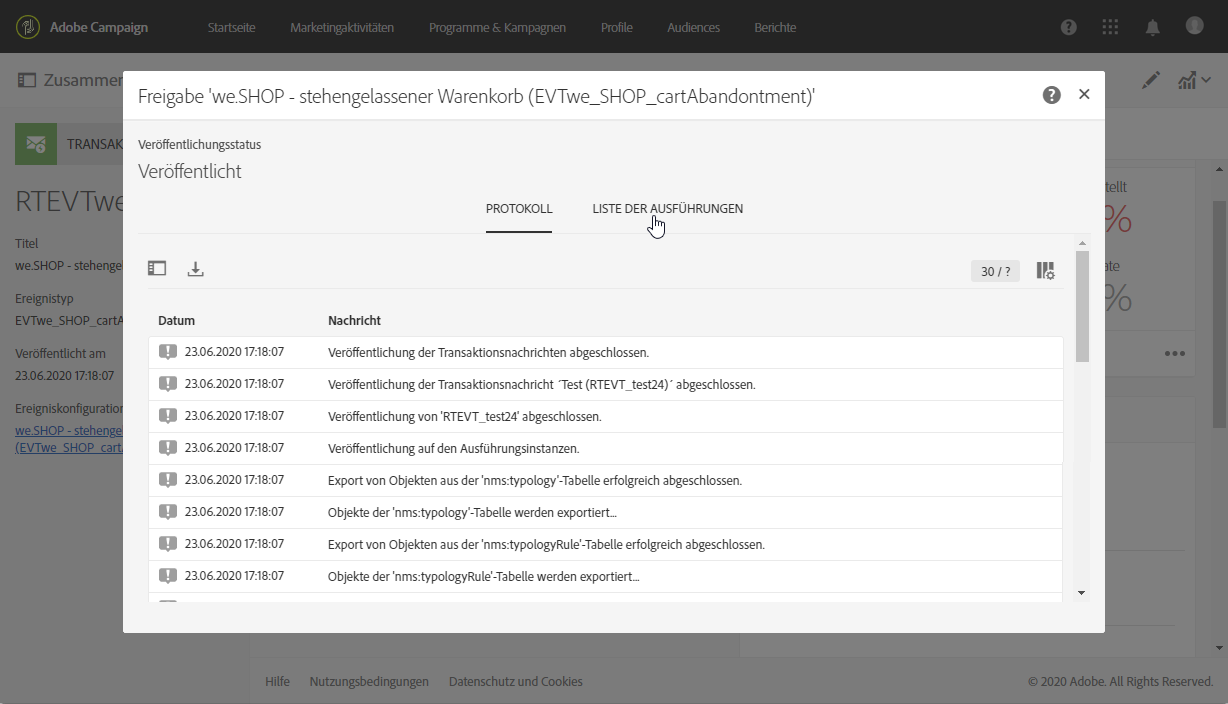 Adobe Campaign
Startseite
Marketingaktivitäten
Programme & Kampagnen
Profile
Audiences
Berichte
Zusammen
Freigabe 'we.SHOP - stehengelassener Warenkorb (EVTwe_SHOP_cartAbandontment)'
Veröffentlichungsstatus
Veröffentlicht
TRANSAK
RTEVTwe
Titel
we.SHOP - stehengel
Ereignistyp
EVTwe_SHOP_cartA
Veröffentlicht am
23.06.2020 17:18:07
Ereigniskonfiguration
we.SHOP - stehengel
(EVTwe_SHOP_cart
PROTOKOLL
LISTE DER AUSFÜHRUNGEN
30 / ?
Datum Nachricht
23.06.2020 17:18:07 Veröffentlichung der Transaktionsnachrichten abgeschlossen.
23.06.2020 17:18:07 Veröffentlichung der Transaktionsnachricht ´Test (RTEVT_test24)´ abgeschlossen.
23.06.2020 17:18:07 Veröffentlichung von 'RTEVT_test24' abgeschlossen.
23.06.2020 17:18:07 Veröffentlichung auf den Ausführungsinstanzen.
23.06.2020 17:18:07 Export von Objekten aus der 'nms:typology'-Tabelle erfolgreich abgeschlossen.
23.06.2020 17:18:07 Objekte der 'nms:typology'-Tabelle werden exportiert...
23.06.2020 17:18:07 Export von Objekten aus der 'nms:typologyRule'-Tabelle erfolgreich abgeschlossen.
23.06.2020 17:18:07 Objekte der 'nms:typologyRule'-Tabelle werden exportiert...
tellt
%
ate
%
Hilfe
Nutzungsbedingungen
Datenschutz und Cookies
© 2020 Adobe. All Rights Reserved.